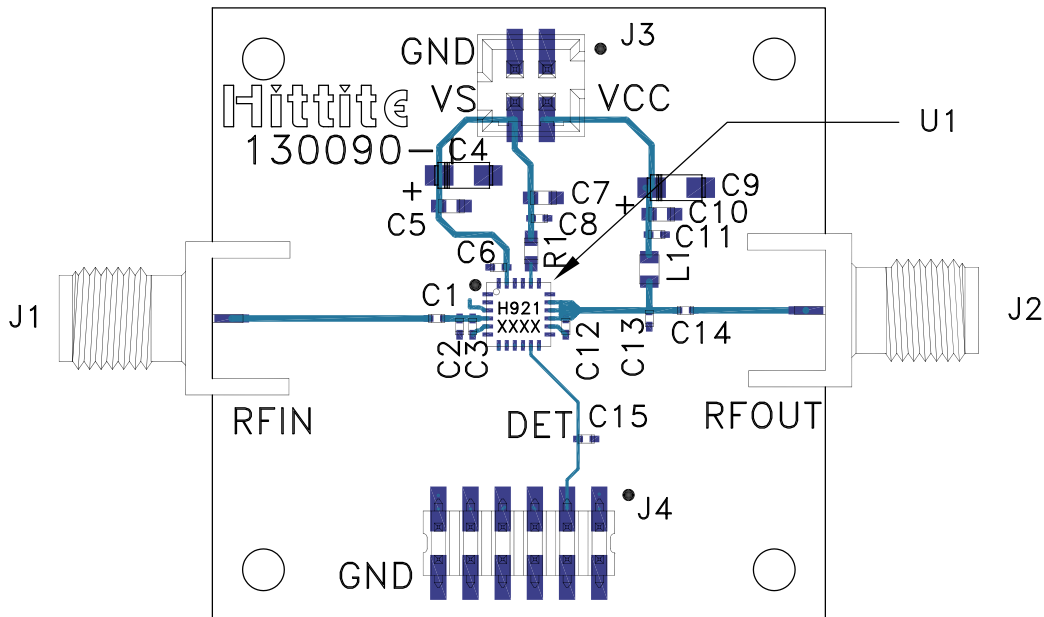 GND
J3
Hittite
VS
VCC
130090-
U1
C4
+
C5
C7
C8
C9
+
C10
C11
C6
R1
L1
J1
C1
H921
XXXX
C2
C3
C12
C13
C14
J2
RFIN
DET
C15
RFOUT
J4
GND